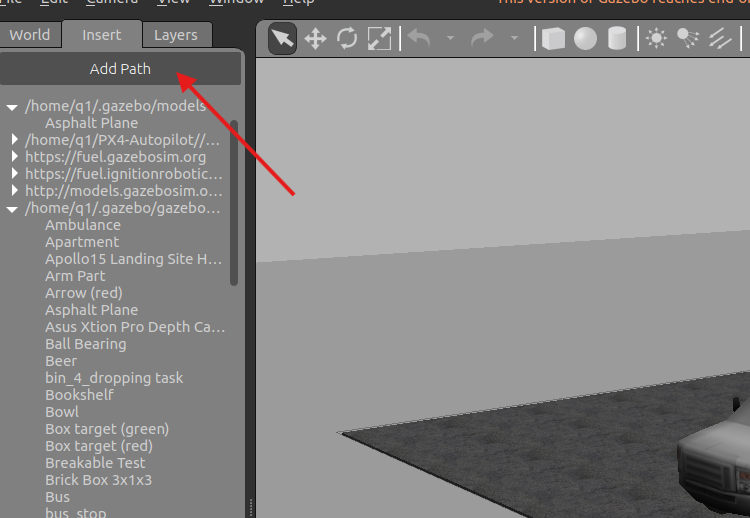 Edit Camera View Window Help
This version of Gazebo reaches end of
World Insert Layers
Add Path
/home/q1/.gazebo/models
Asphalt Plane
/home/q1/PX4-Autopilot//...
https://fuel.gazebosim.org
https://fuel.ignitionrobotic...
http://models.gazebosim.o...
/home/q1/.gazebo/gazebo...
Ambulance
Apartment
Apollo15 Landing Site H...
Arm Part
Arrow (red)
Asphalt Plane
Asus Xtion Pro Depth Ca...
Ball Bearing
Beer
bin_4_dropping task
Bookshelf
Bowl
Box target (green)
Box target (red)
Breakable Test
Brick Box 3x1x3
Bus
bus_stop